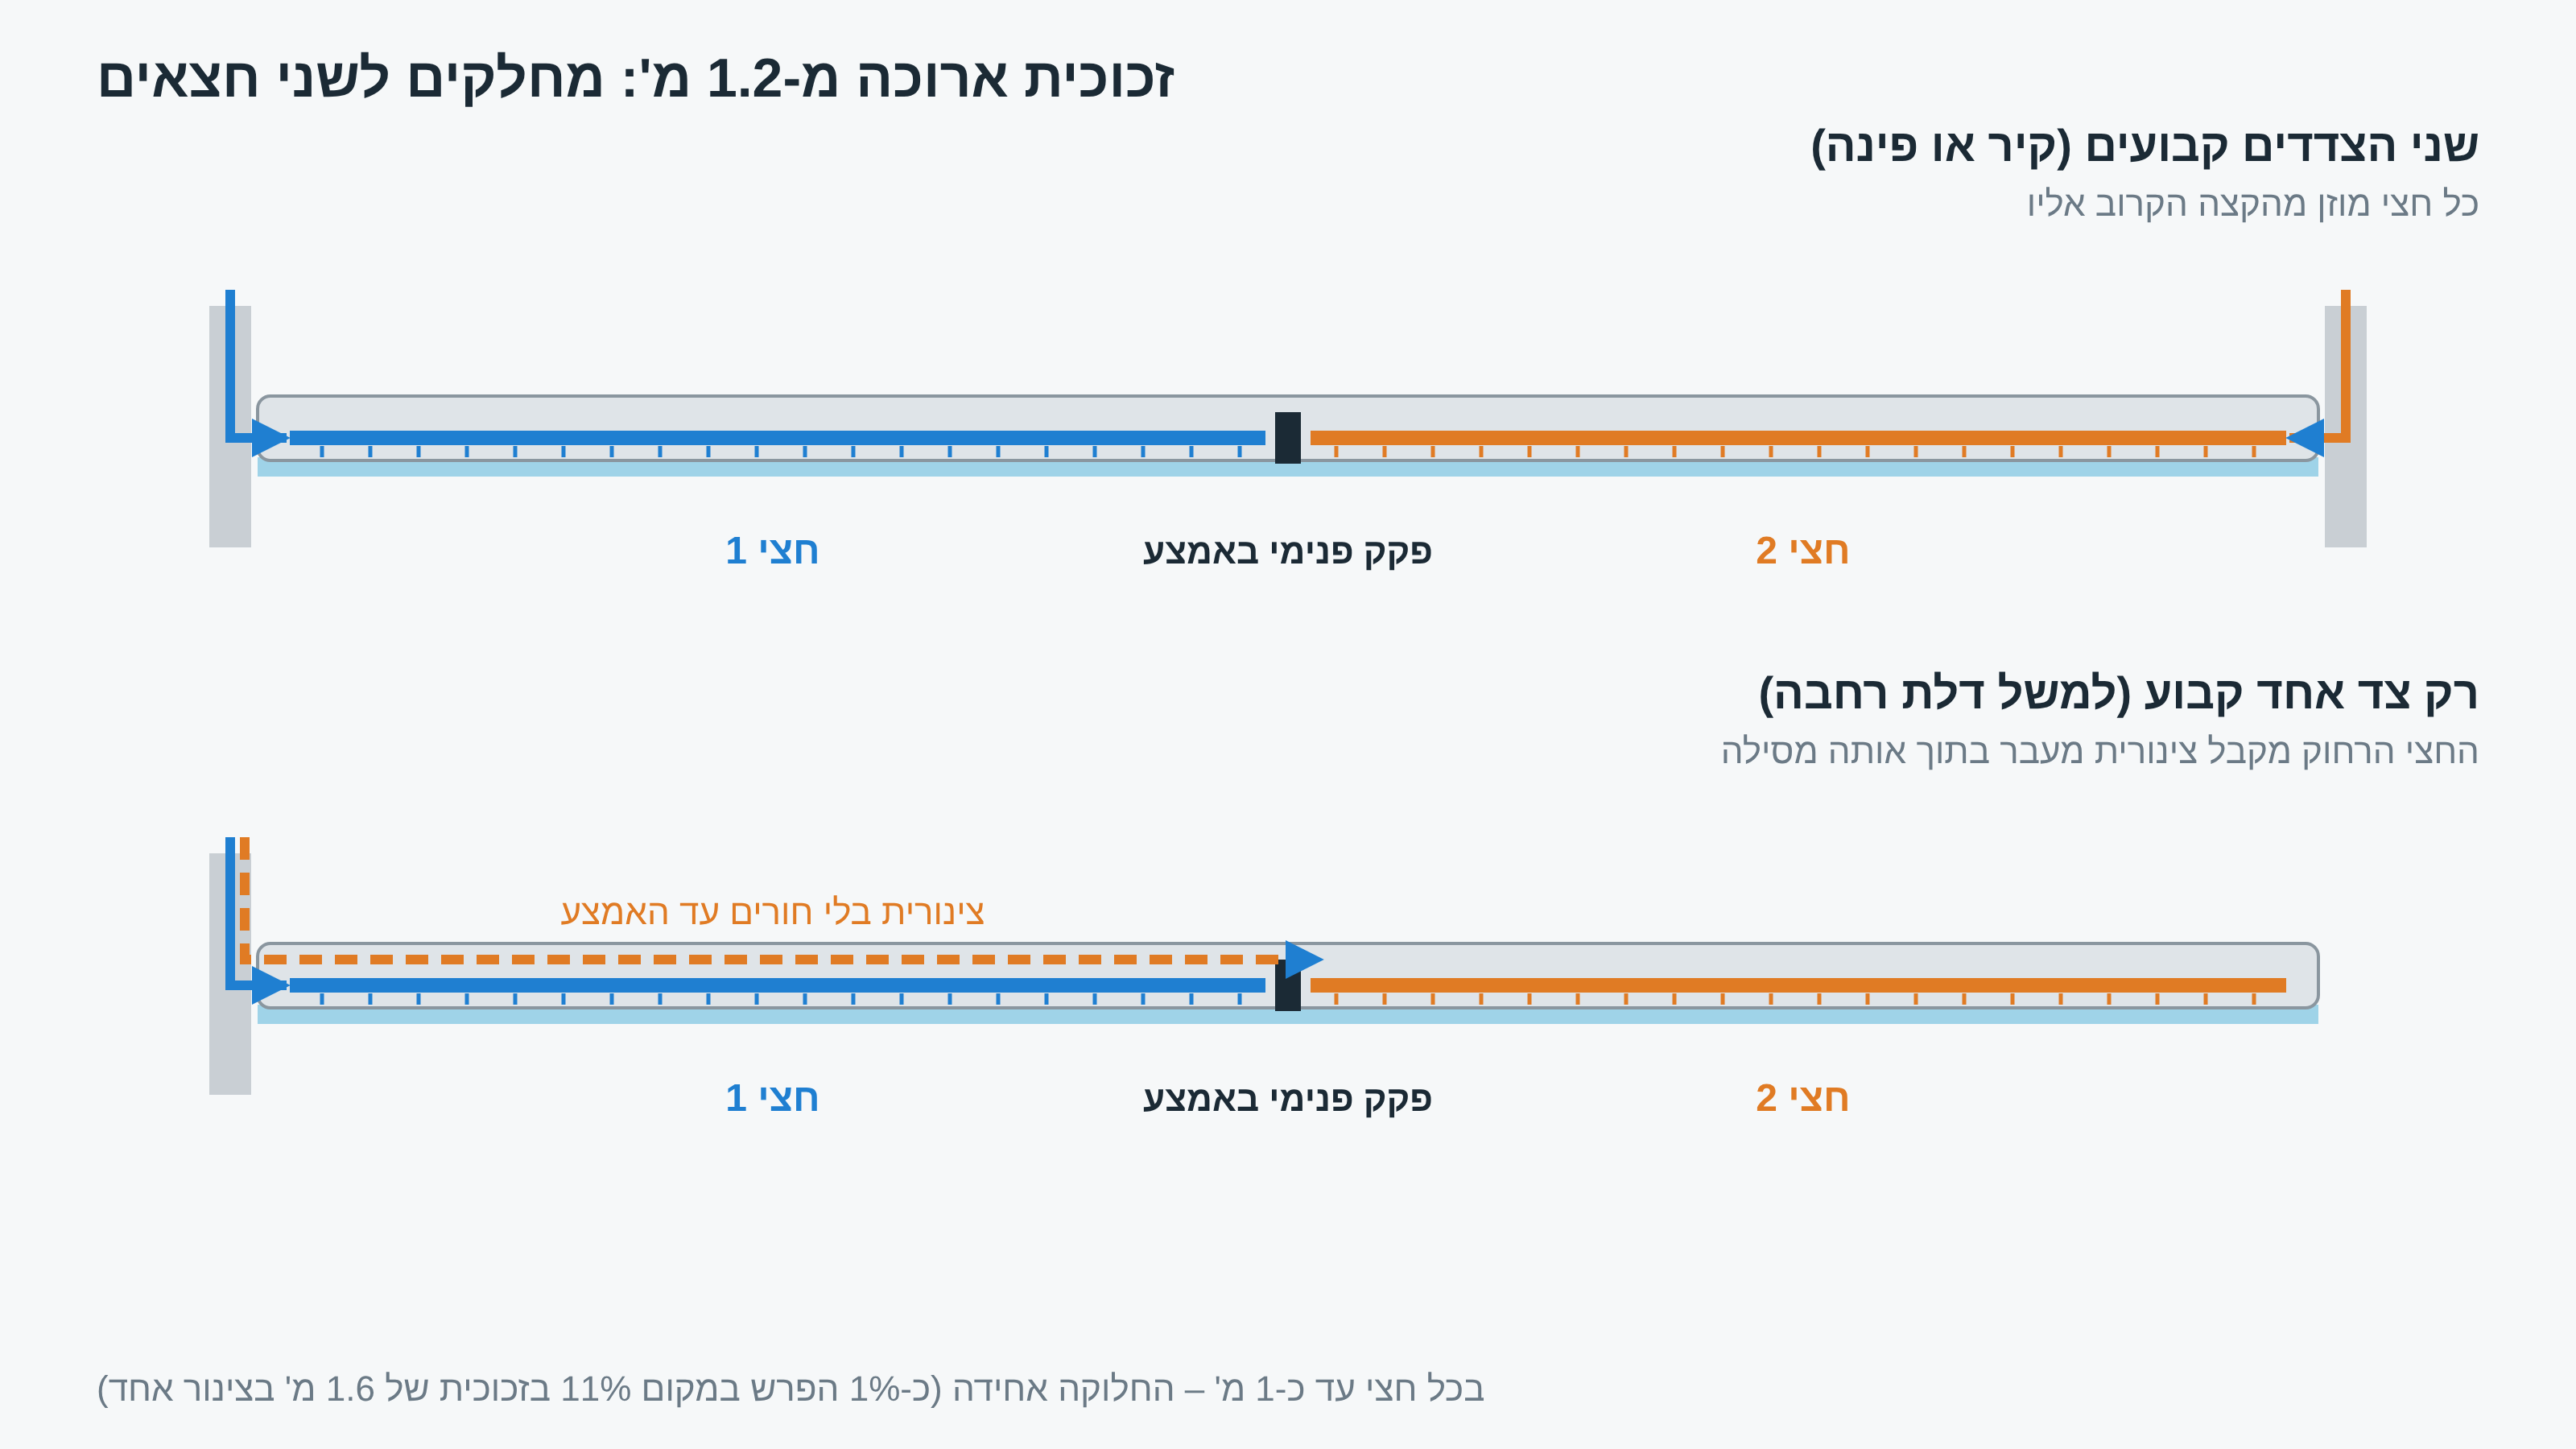 זכוכית ארוכה מ-1.2 מ': מחלקים לשני חצאים
שני הצדדים קבועים (קיר או פינה)
כל חצי מוזן מהקצה הקרוב אליו
חצי 2
פקק פנימי באמצע
חצי 1
רק צד אחד קבוע (למשל דלת רחבה)
החצי הרחוק מקבל צינורית מעבר בתוך אותה מסילה
צינורית בלי חורים עד האמצע
חצי 2
פקק פנימי באמצע
חצי 1
בכל חצי עד כ-1 מ' – החלוקה אחידה (כ-1% הפרש במקום 11% בזכוכית של 1.6 מ' בצינור אחד)